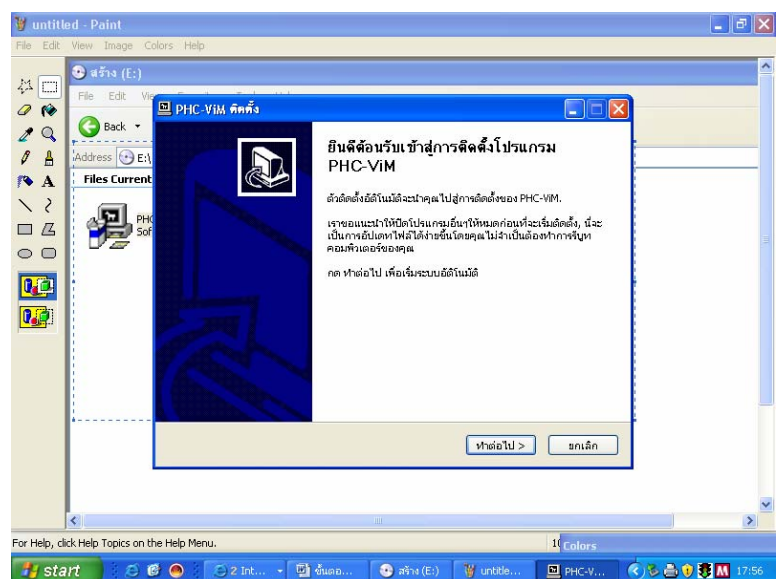 untitled - Paint
File Edit View Image Colors Help
สร้าง (E:)
File Edit
Back
Address E:\
Files Current
PHC-ViM ติดตั้ง
ยินดีต้อนรับเข้าสู่การติดตั้งโปรแกรม
PHC-ViM
ตัวติดตั้งอัตโนมัติจะนำคุณไปสู่การติดตั้งของ PHC-ViM.
เราขอแนะนำให้ปิดโปรแกรมอื่นๆให้หมดก่อนที่จะเริ่มติดตั้ง, นี่จะ
เป็นการอัปเดทไฟล์ได้ง่ายขึ้นโดยคุณไม่จำเป็นต้องทำการรีบูท
คอมพิวเตอร์ของคุณ
กด ทำต่อไป เพื่อเริ่มระบบอัตโนมัติ
ทำต่อไป >
ยกเลิก
For Help, click Help Topics on the Help Menu.
Colors
start
2 Int...
ขั้นตอ...
สร้าง (E:)
untitle...
PHC-V...
17:56